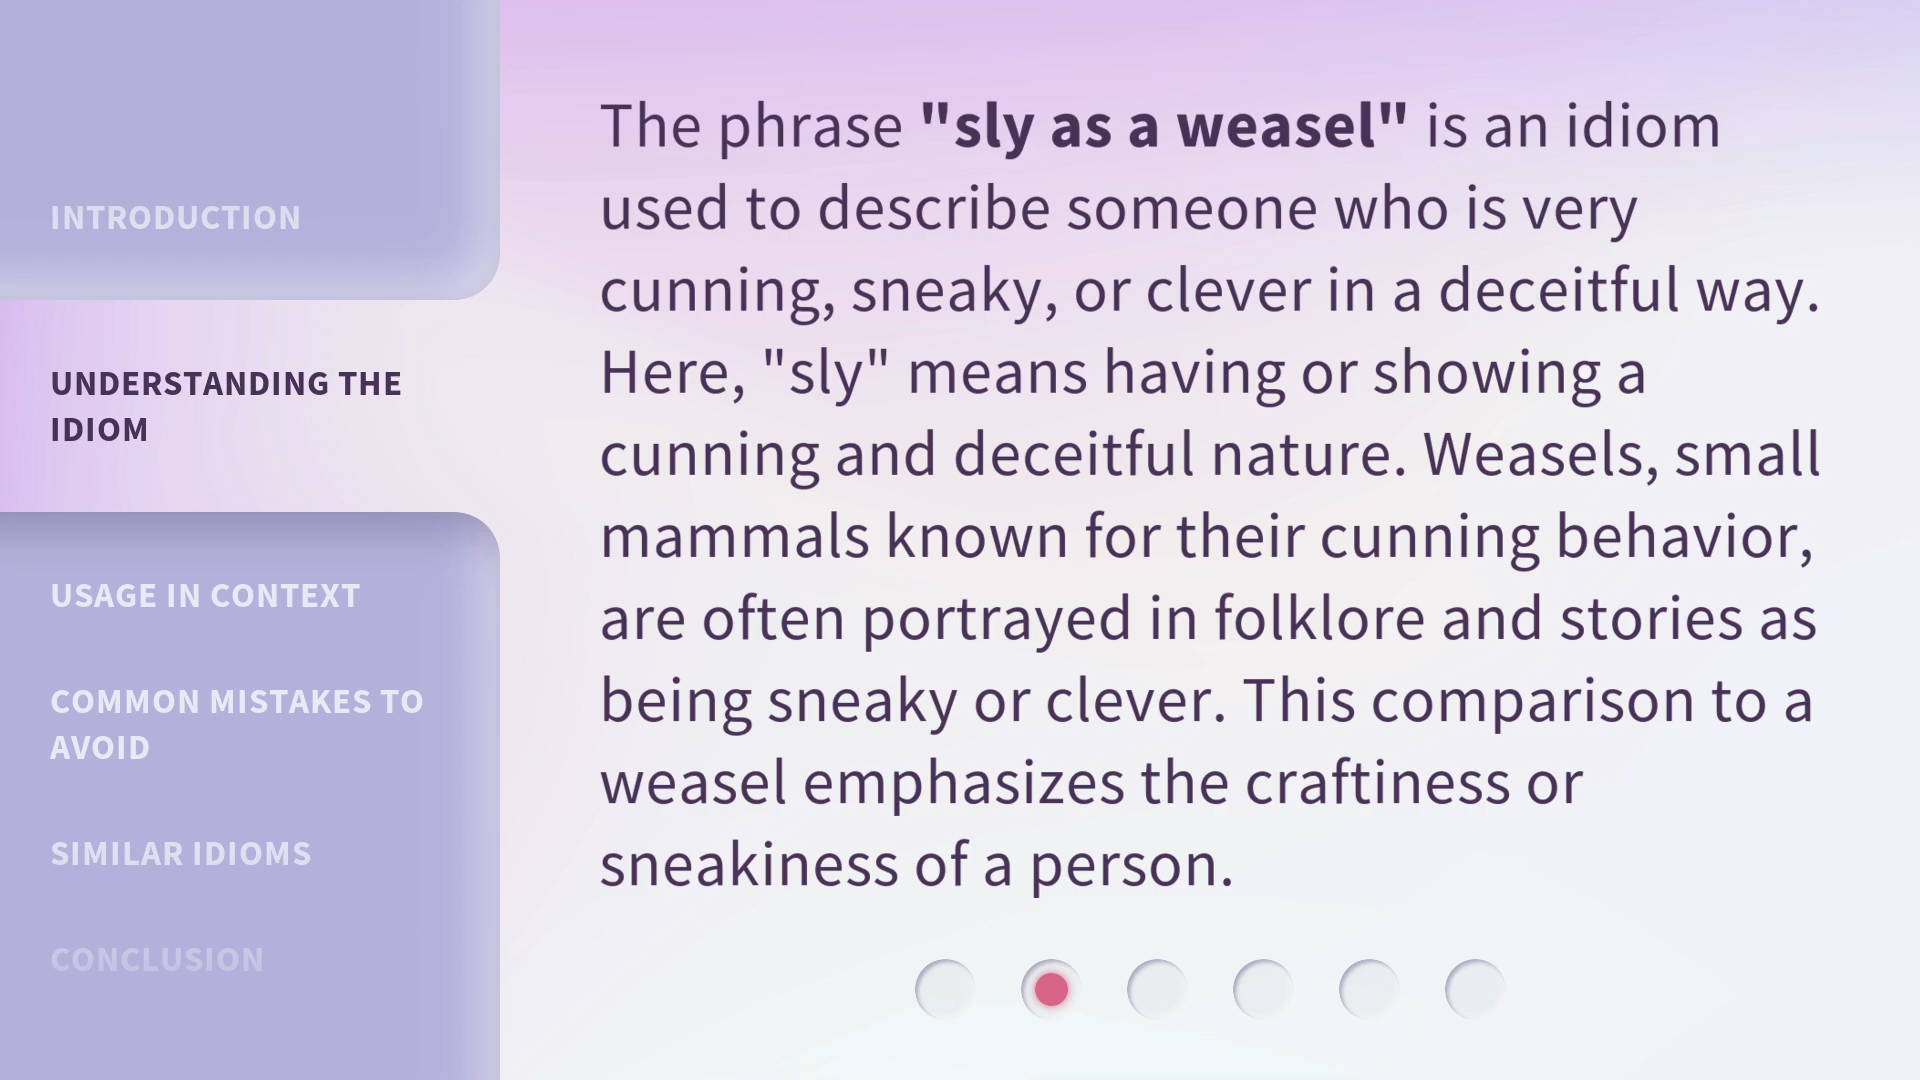 INTRODUCTION
UNDERSTANDING THE
IDIOM
USAGE IN CONTEXT
COMMON MISTAKES TO
AVOID
SIMILAR IDIOMS
CONCLUSION
The phrase "sly as a weasel" is an idiom
used to describe someone who is very
cunning, sneaky, or clever in a deceitful way.
Here, "sly" means having or showing a
cunning and deceitful nature. Weasels, small
mammals known for their cunning behavior,
are often portrayed in folklore and stories as
being sneaky or clever. This comparison to a
weasel emphasizes the craftiness or
sneakiness of a person.